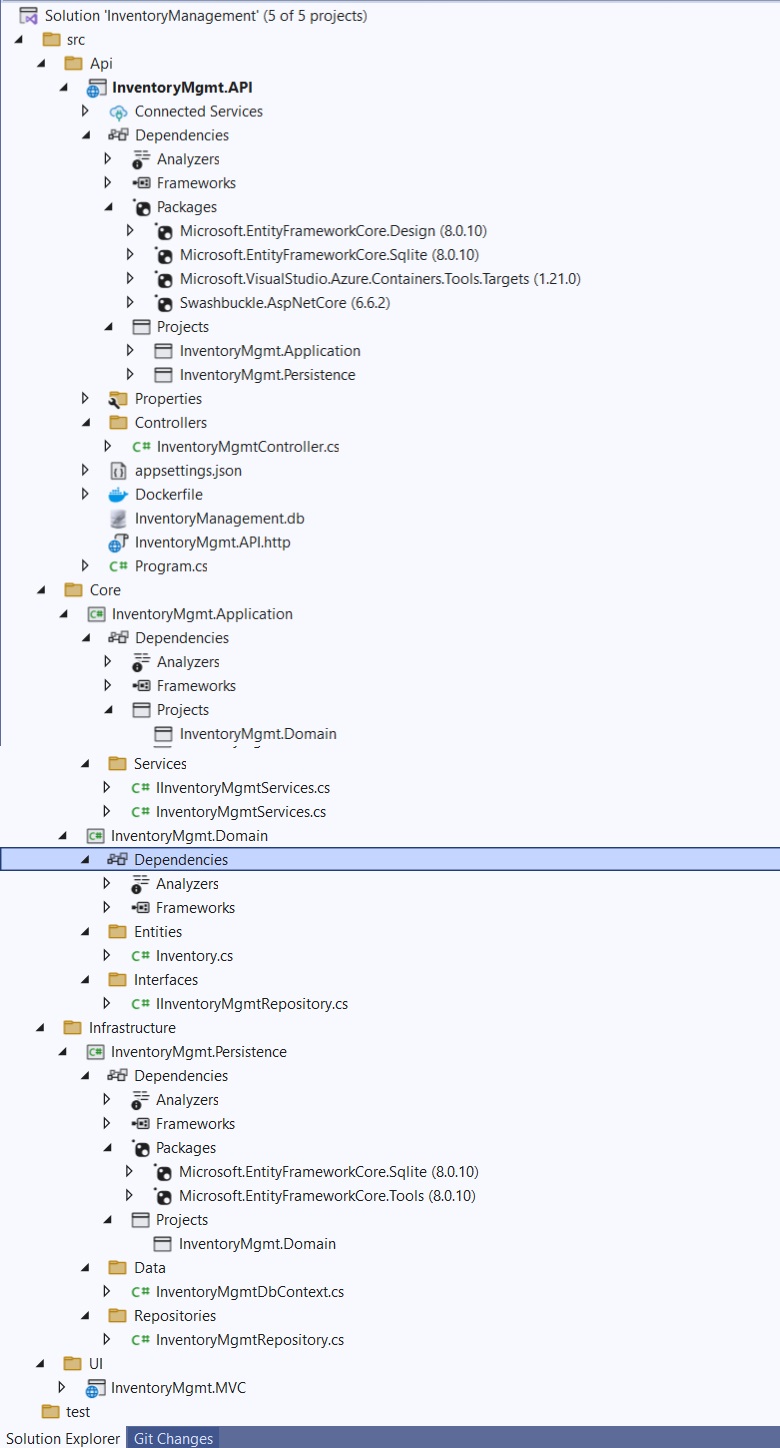 Solution 'InventoryManagement' (5 of 5 projects)
src
Api
InventoryMgmt.API
Connected Services
Dependencies
Analyzers
Frameworks
Packages
Microsoft.EntityFrameworkCore.Design (8.0.10)
Microsoft.EntityFrameworkCore.Sqlite (8.0.10)
Microsoft.VisualStudio.Azure.Containers.Tools.Targets (1.21.0)
Swashbuckle.AspNetCore (6.6.2)
Projects
InventoryMgmt.Application
InventoryMgmt.Persistence
Properties
Controllers
C# InventoryMgmtController.cs
appsettings.json
Dockerfile
InventoryManagement.db
InventoryMgmt.API.http
C# Program.cs
Core
C# InventoryMgmt.Application
Dependencies
Analyzers
Frameworks
Projects
InventoryMgmt.Domain
Services
C# IInventoryMgmtServices.cs
C# InventoryMgmtServices.cs
C# InventoryMgmt.Domain
Dependencies
Analyzers
Frameworks
Entities
C# Inventory.cs
Interfaces
C# IInventoryMgmtRepository.cs
Infrastructure
C# InventoryMgmt.Persistence
Dependencies
Analyzers
Frameworks
Packages
Microsoft.EntityFrameworkCore.Sqlite (8.0.10)
Microsoft.EntityFrameworkCore.Tools (8.0.10)
Projects
InventoryMgmt.Domain
Data
C# InventoryMgmtDbContext.cs
Repositories
C# InventoryMgmtRepository.cs
UI
InventoryMgmt.MVC
test
Solution Explorer Git Changes